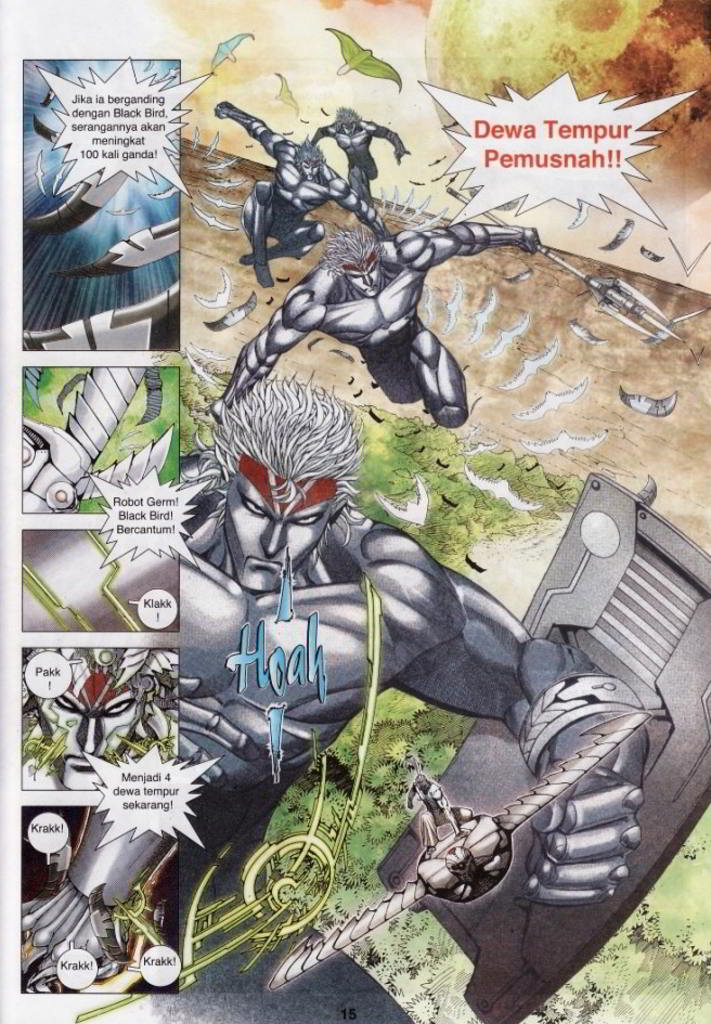 Jika ia berganding
dengan Black Bird,
serangannya akan
meningkat
100 kali ganda!
Dewa Tempur
Pemusnah!!
Robot Germ!
Black Bird!
Bercantum!
Klakk
!
Pakk
!
Hoah
!
Menjadi 4
dewa tempur
sekarang!
Krakk!
Krakk!
Krakk!
15